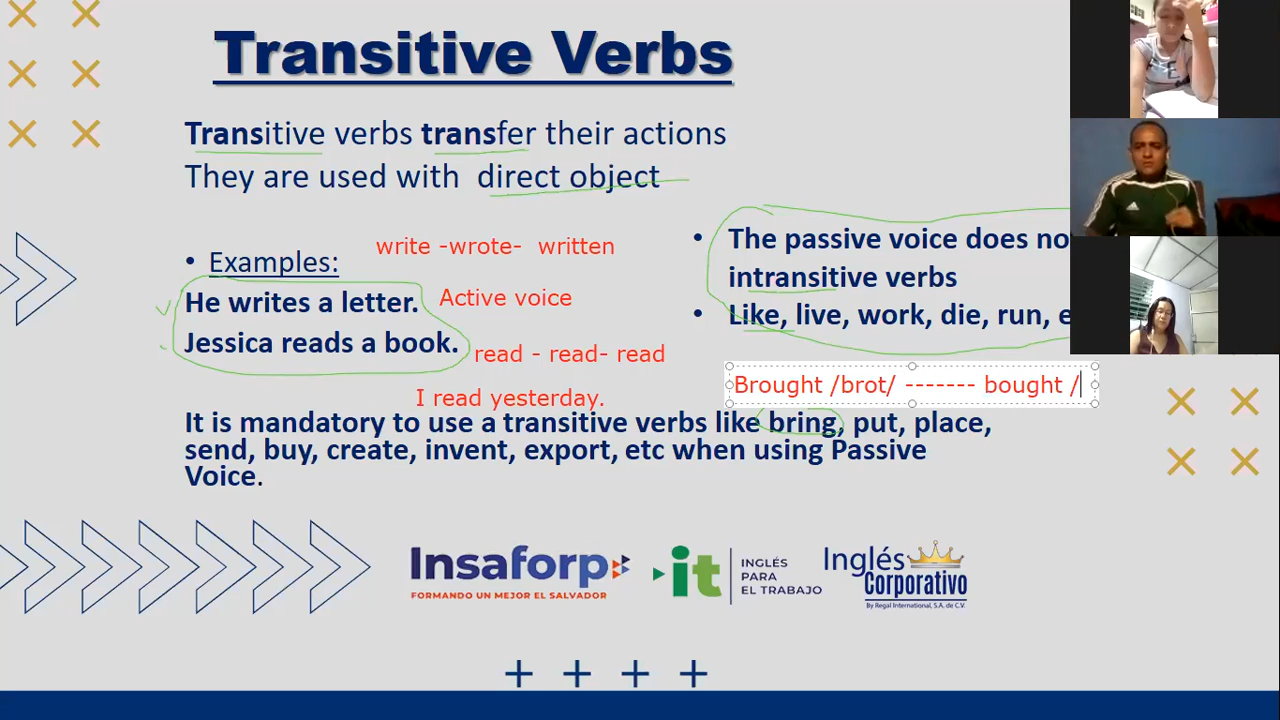 Transitive Verbs
Transitive verbs transfer their actions
They are used with direct object
write -wrote- written
• Examples:
He writes a letter.
Active voice
Jessica reads a book.
read - read- read
I read yesterday.
• The passive voice does no
intransitive verbs
• Like, live, work, die, run, e
Brought /brot/ ------- bought /
It is mandatory to use a transitive verbs like bring, put, place,
send, buy, create, invent, export, etc when using Passive
Voice.
Insaforp
FORMANDO UN MEJOR EL SALVADOR
it
INGLÉS
PARA
EL TRABAJO
Inglés
Corporativo
By Regal International, S.A. de C.V.